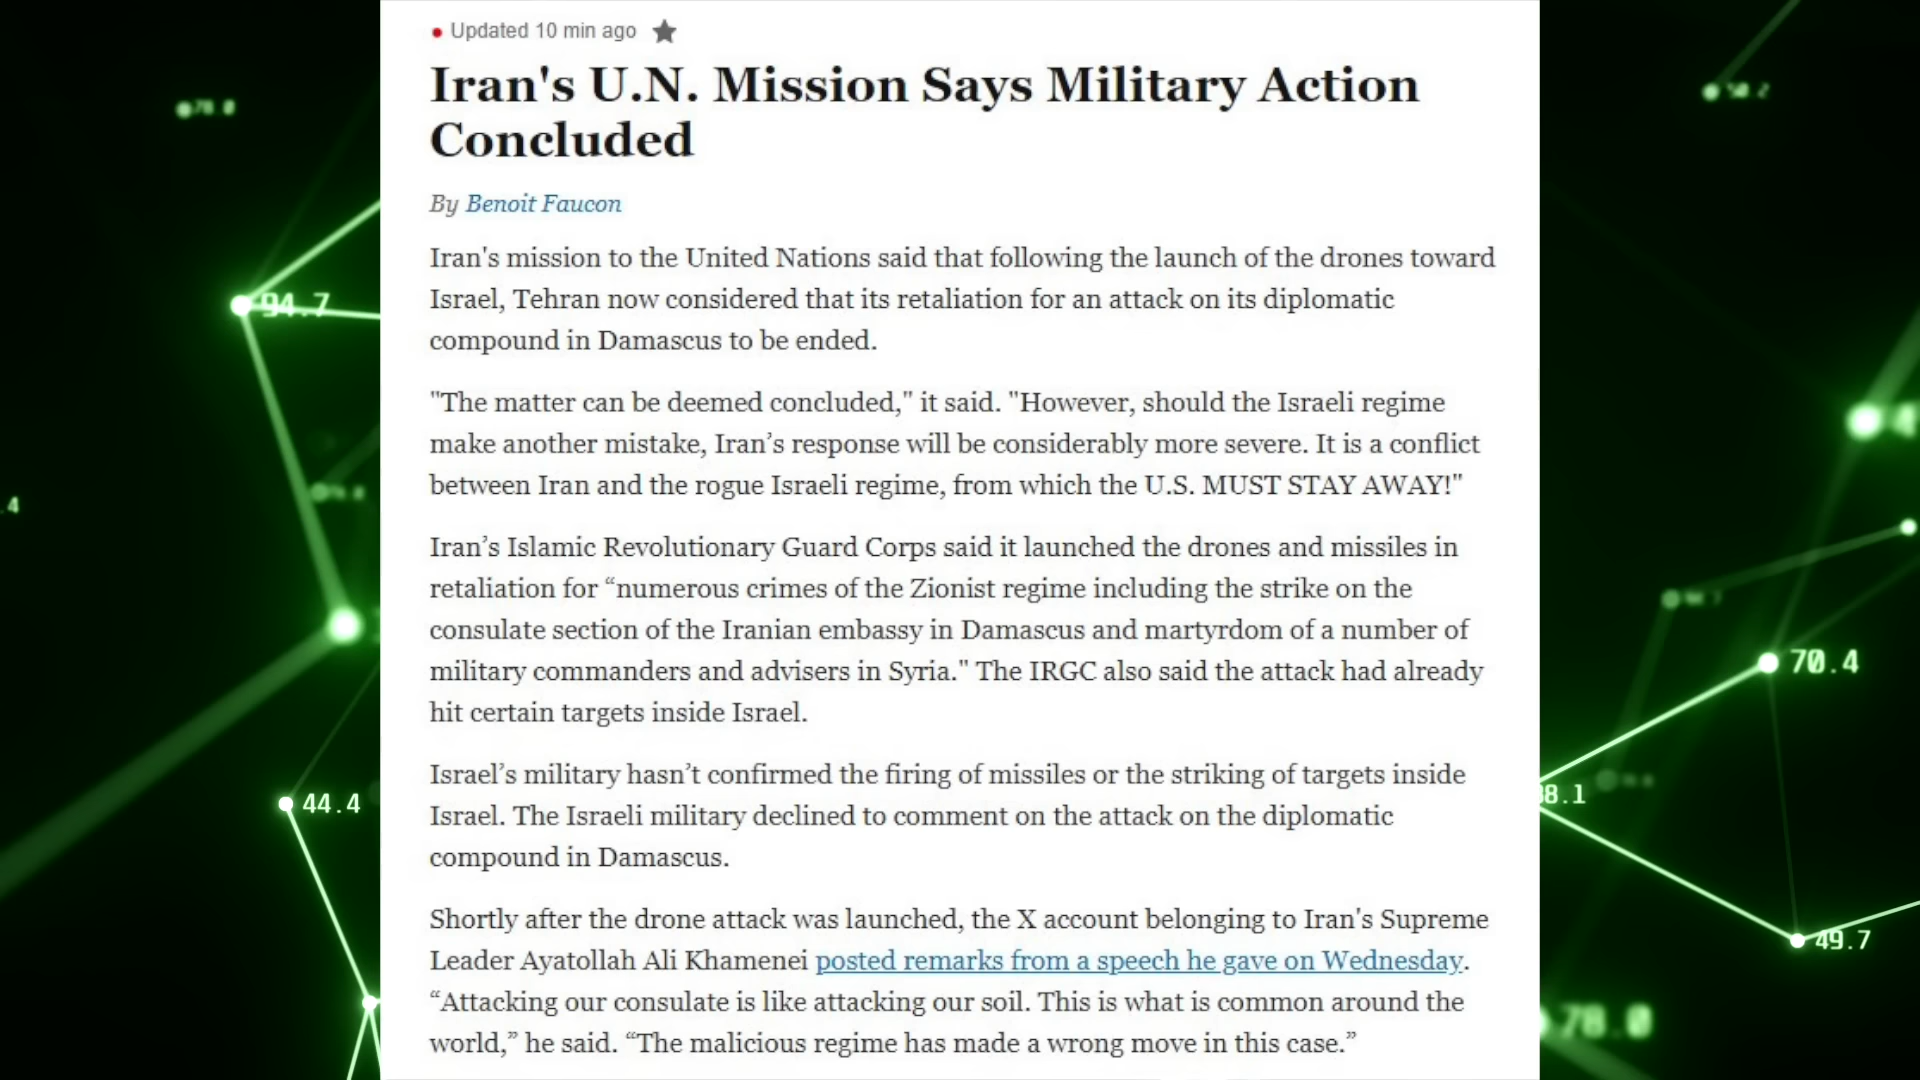 Updated 10 min ago
Iran's U.N. Mission Says Military Action
Concluded
By Benoit Faucon
Iran's mission to the United Nations said that following the launch of the drones toward
Israel, Tehran now considered that its retaliation for an attack on its diplomatic
compound in Damascus to be ended.
"The matter can be deemed concluded," it said. "However, should the Israeli regime
make another mistake, Iran’s response will be considerably more severe. It is a conflict
between Iran and the rogue Israeli regime, from which the U.S. MUST STAY AWAY!"
Iran’s Islamic Revolutionary Guard Corps said it launched the drones and missiles in
retaliation for “numerous crimes of the Zionist regime including the strike on the
consulate section of the Iranian embassy in Damascus and martyrdom of a number of
military commanders and advisers in Syria." The IRGC also said the attack had already
hit certain targets inside Israel.
Israel’s military hasn’t confirmed the firing of missiles or the striking of targets inside
Israel. The Israeli military declined to comment on the attack on the diplomatic
compound in Damascus.
Shortly after the drone attack was launched, the X account belonging to Iran's Supreme
Leader Ayatollah Ali Khamenei posted remarks from a speech he gave on Wednesday.
“Attacking our consulate is like attacking our soil. This is what is common around the
world,” he said. “The malicious regime has made a wrong move in this case.”
78.0
94.7
44.4
70.4
49.7
78.0